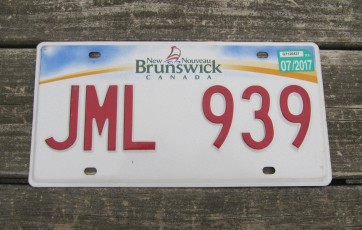 New Nouveau
Brunswick
CANADA
07/2017
JML 939